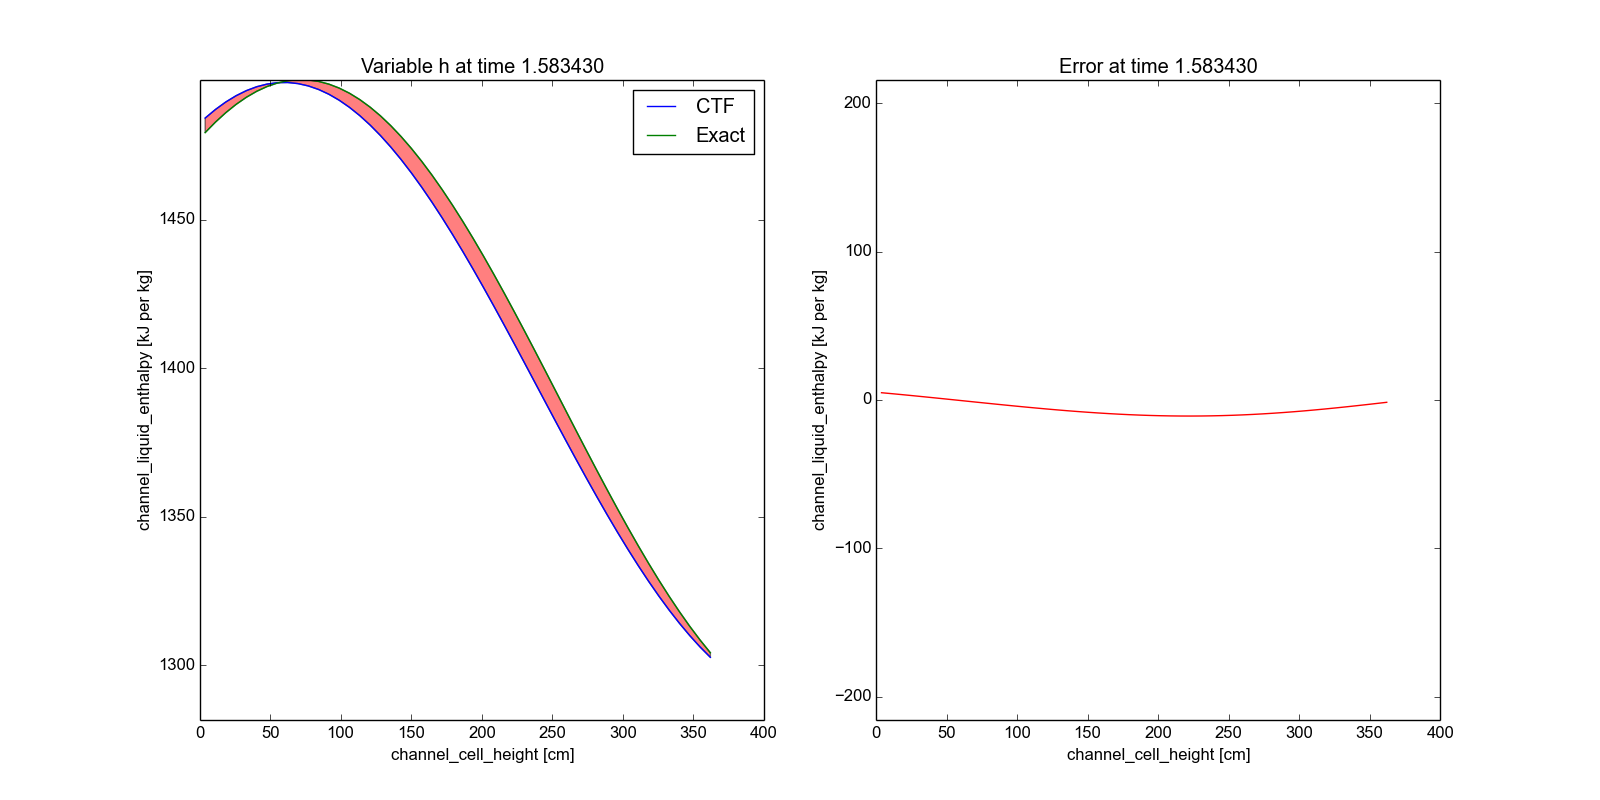 Variable h at time 1.583430
CTF
Exact
1450
1400
1350
1300
channel_liquid_enthalpy [kJ per kg]
0 50 100 150 200 250 300 350 400
channel_cell_height [cm]
Error at time 1.583430
200
100
0
−100
−200
channel_liquid_enthalpy [kJ per kg]
0 50 100 150 200 250 300 350 400
channel_cell_height [cm]